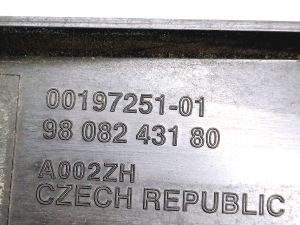 00197251-01
98 082 431 80
A002ZH
CZECH REPUBLIC